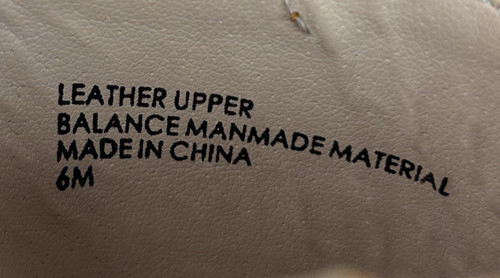 LEATHER UPPER
BALANCE MANMADE MATERIAL
MADE IN CHINA
6M